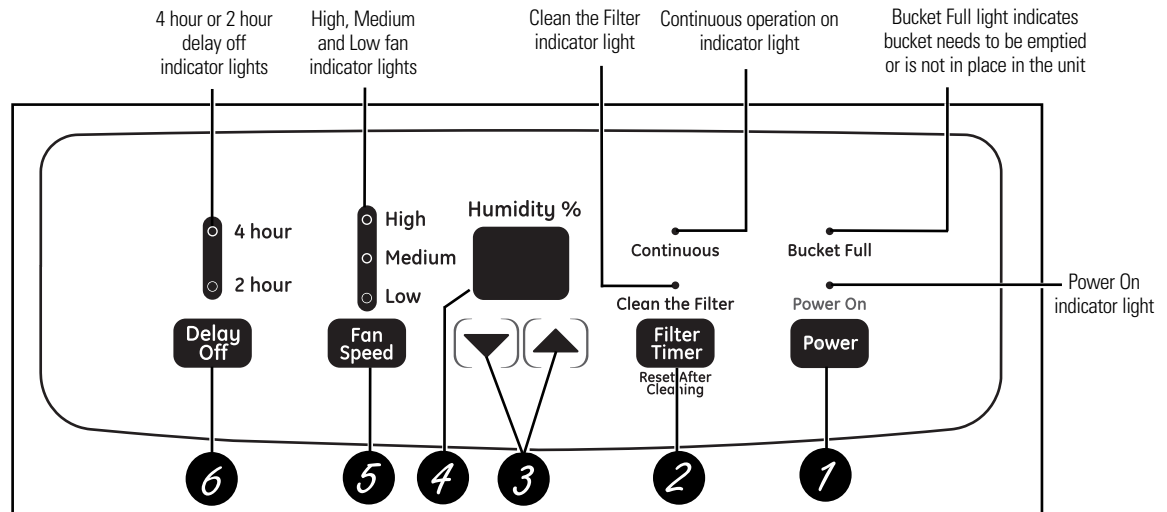 4 hour or 2 hour
delay off
indicator lights
High, Medium
and Low fan
indicator lights
Clean the Filter
indicator light
Continuous operation on
indicator light
Bucket Full light indicates
bucket needs to be emptied
or is not in place in the unit
Power On
indicator light
4 hour
2 hour
Delay
Off
High
Medium
Low
Fan
Speed
Humidity %
Continuous
Clean the Filter
Filter
Timer
Reset After
Cleaning
Bucket Full
Power On
Power
6
5
4
3
2
1